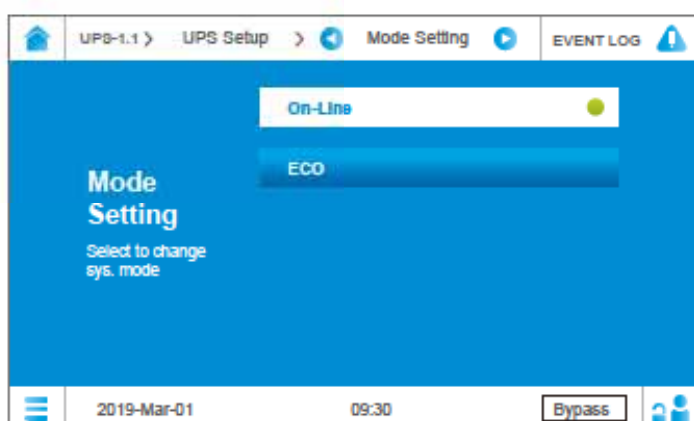 UPS-1.1 > UPS Setup > Mode Setting EVENT LOG
On-Line
ECO
Mode
Setting
Select to change
sys. mode
2019-Mar-01 09:30 Bypass